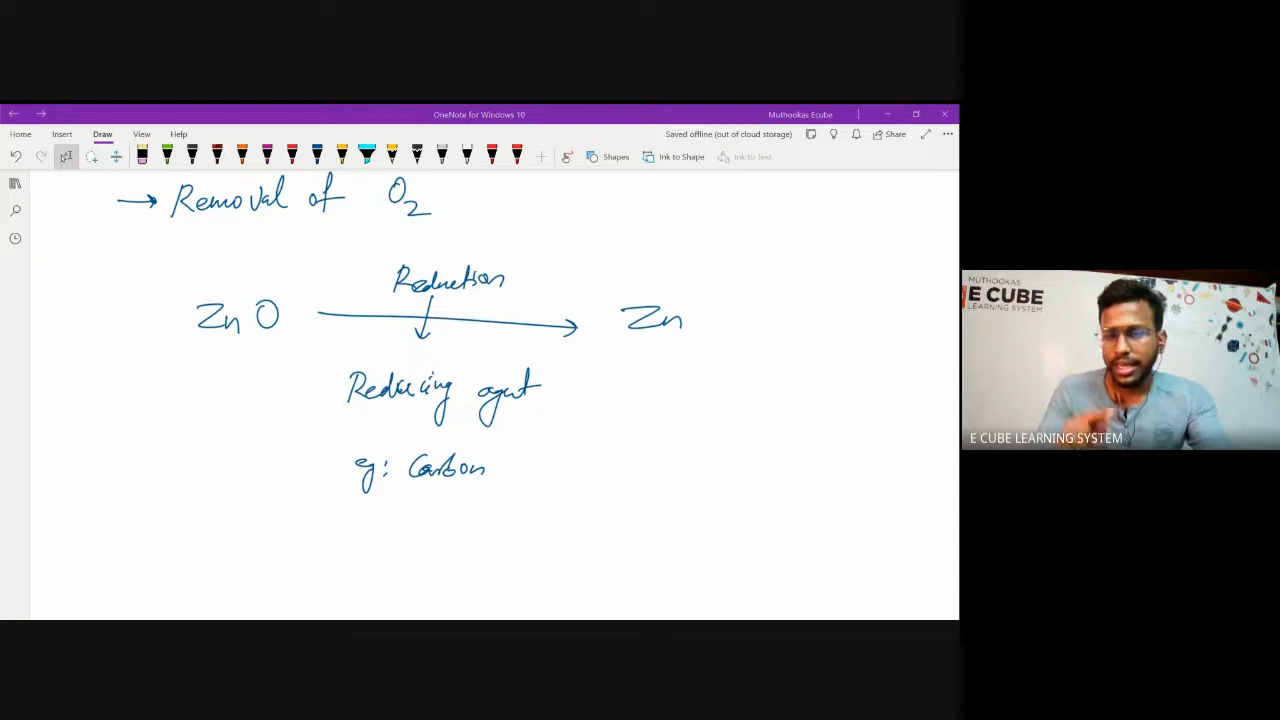 OneNote for Windows 10
Muthookas Ecube
Home Insert Draw View Help
Saved offline (out of cloud storage)
Share
Shapes
Ink to Shape
Ink to Text
→ Removal of O2
Reduction
ZnO → Zn
Reducing agent
eg: Carbon
MUTHOOKAS
E CUBE
LEARNING SYSTEM
E CUBE LEARNING SYSTEM